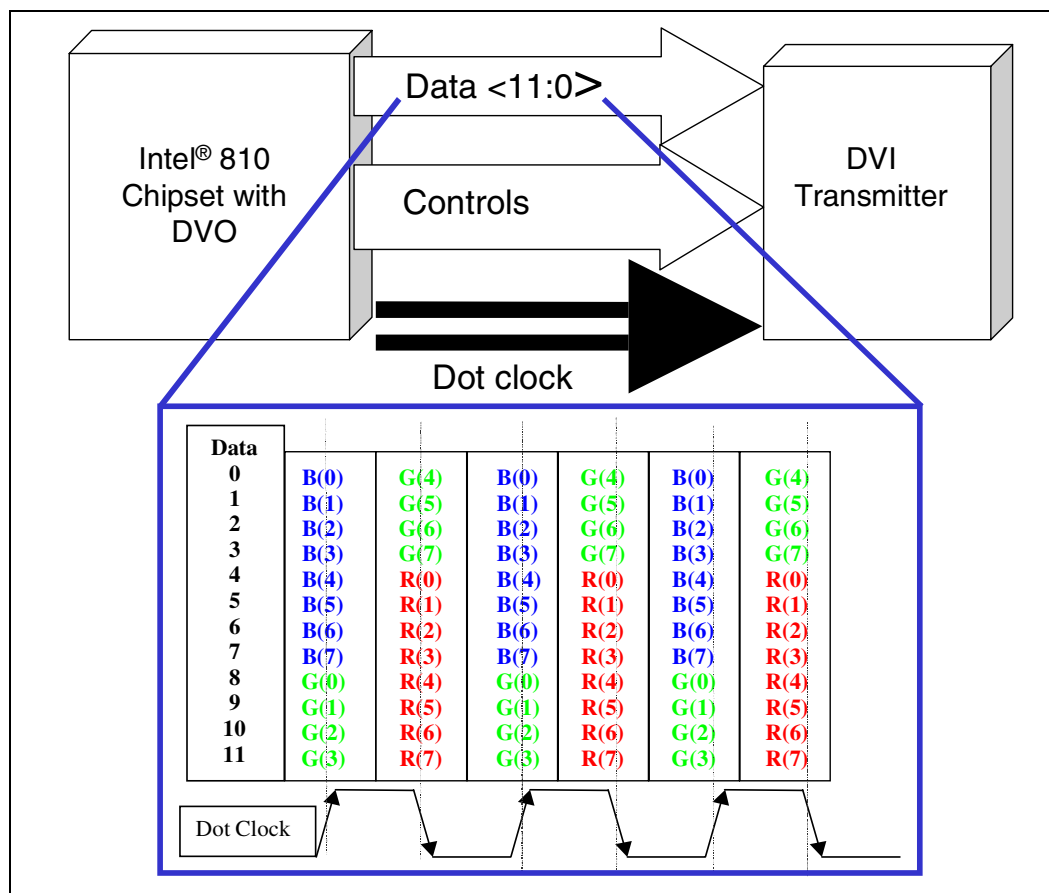 Data <11:0>
Intel® 810
Chipset with
DVO
DVI
Transmitter
Controls
Dot clock
Data
0 B(0) G(4) B(0) G(4) B(0) G(4)
1 B(1) G(5) B(1) G(5) B(1) G(5)
2 B(2) G(6) B(2) G(6) B(2) G(6)
3 B(3) G(7) B(3) G(7) B(3) G(7)
4 B(4) R(0) B(4) R(0) B(4) R(0)
5 B(5) R(1) B(5) R(1) B(5) R(1)
6 B(6) R(2) B(6) R(2) B(6) R(2)
7 B(7) R(3) B(7) R(3) B(7) R(3)
8 G(0) R(4) G(0) R(4) G(0) R(4)
9 G(1) R(5) G(1) R(5) G(1) R(5)
10 G(2) R(6) G(2) R(6) G(2) R(6)
11 G(3) R(7) G(3) R(7) G(3) R(7)
Dot Clock